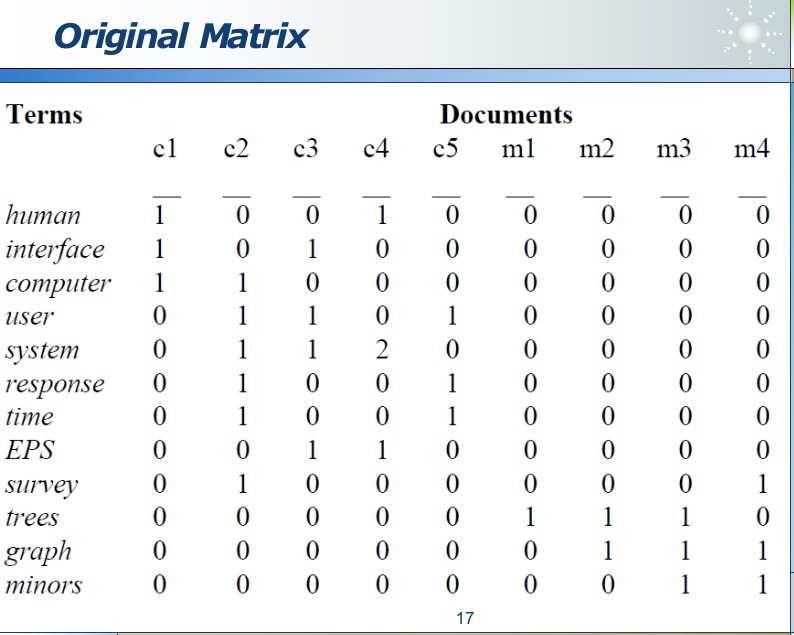 Original Matrix
Terms Documents
c1 c2 c3 c4 c5 m1 m2 m3 m4
human 1 0 0 1 0 0 0 0 0
interface 1 0 1 0 0 0 0 0 0
computer 1 1 0 0 0 0 0 0 0
user 0 1 1 0 1 0 0 0 0
system 0 1 1 2 0 0 0 0 0
response 0 1 0 0 1 0 0 0 0
time 0 1 0 0 1 0 0 0 0
EPS 0 0 1 1 0 0 0 0 0
survey 0 1 0 0 0 0 0 0 1
trees 0 0 0 0 0 1 1 1 0
graph 0 0 0 0 0 0 1 1 1
minors 0 0 0 0 0 0 0 1 1
17